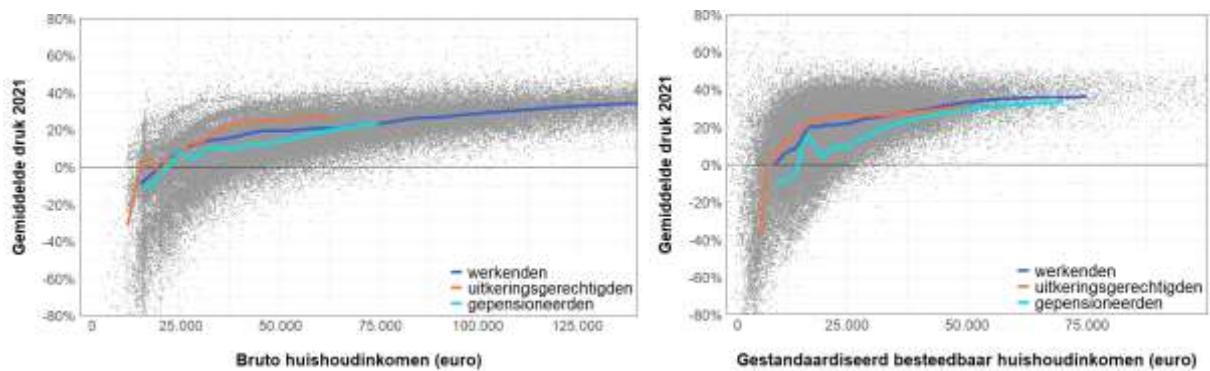 80%
60%
40%
20%
0%
-20%
-40%
-60%
-80%
Gemiddelde druk 2021
werkenden
uitkeringsgerechtigden
gepensioneerden
0 25.000 50.000 75.000 100.000 125.000
Bruto huishoudinkomen (euro)
80%
60%
40%
20%
0%
-20%
-40%
-60%
-80%
Gemiddelde druk 2021
werkenden
uitkeringsgerechtigden
gepensioneerden
0 25.000 50.000 75.000
Gestandaardiseerd besteedbaar huishoudinkomen (euro)